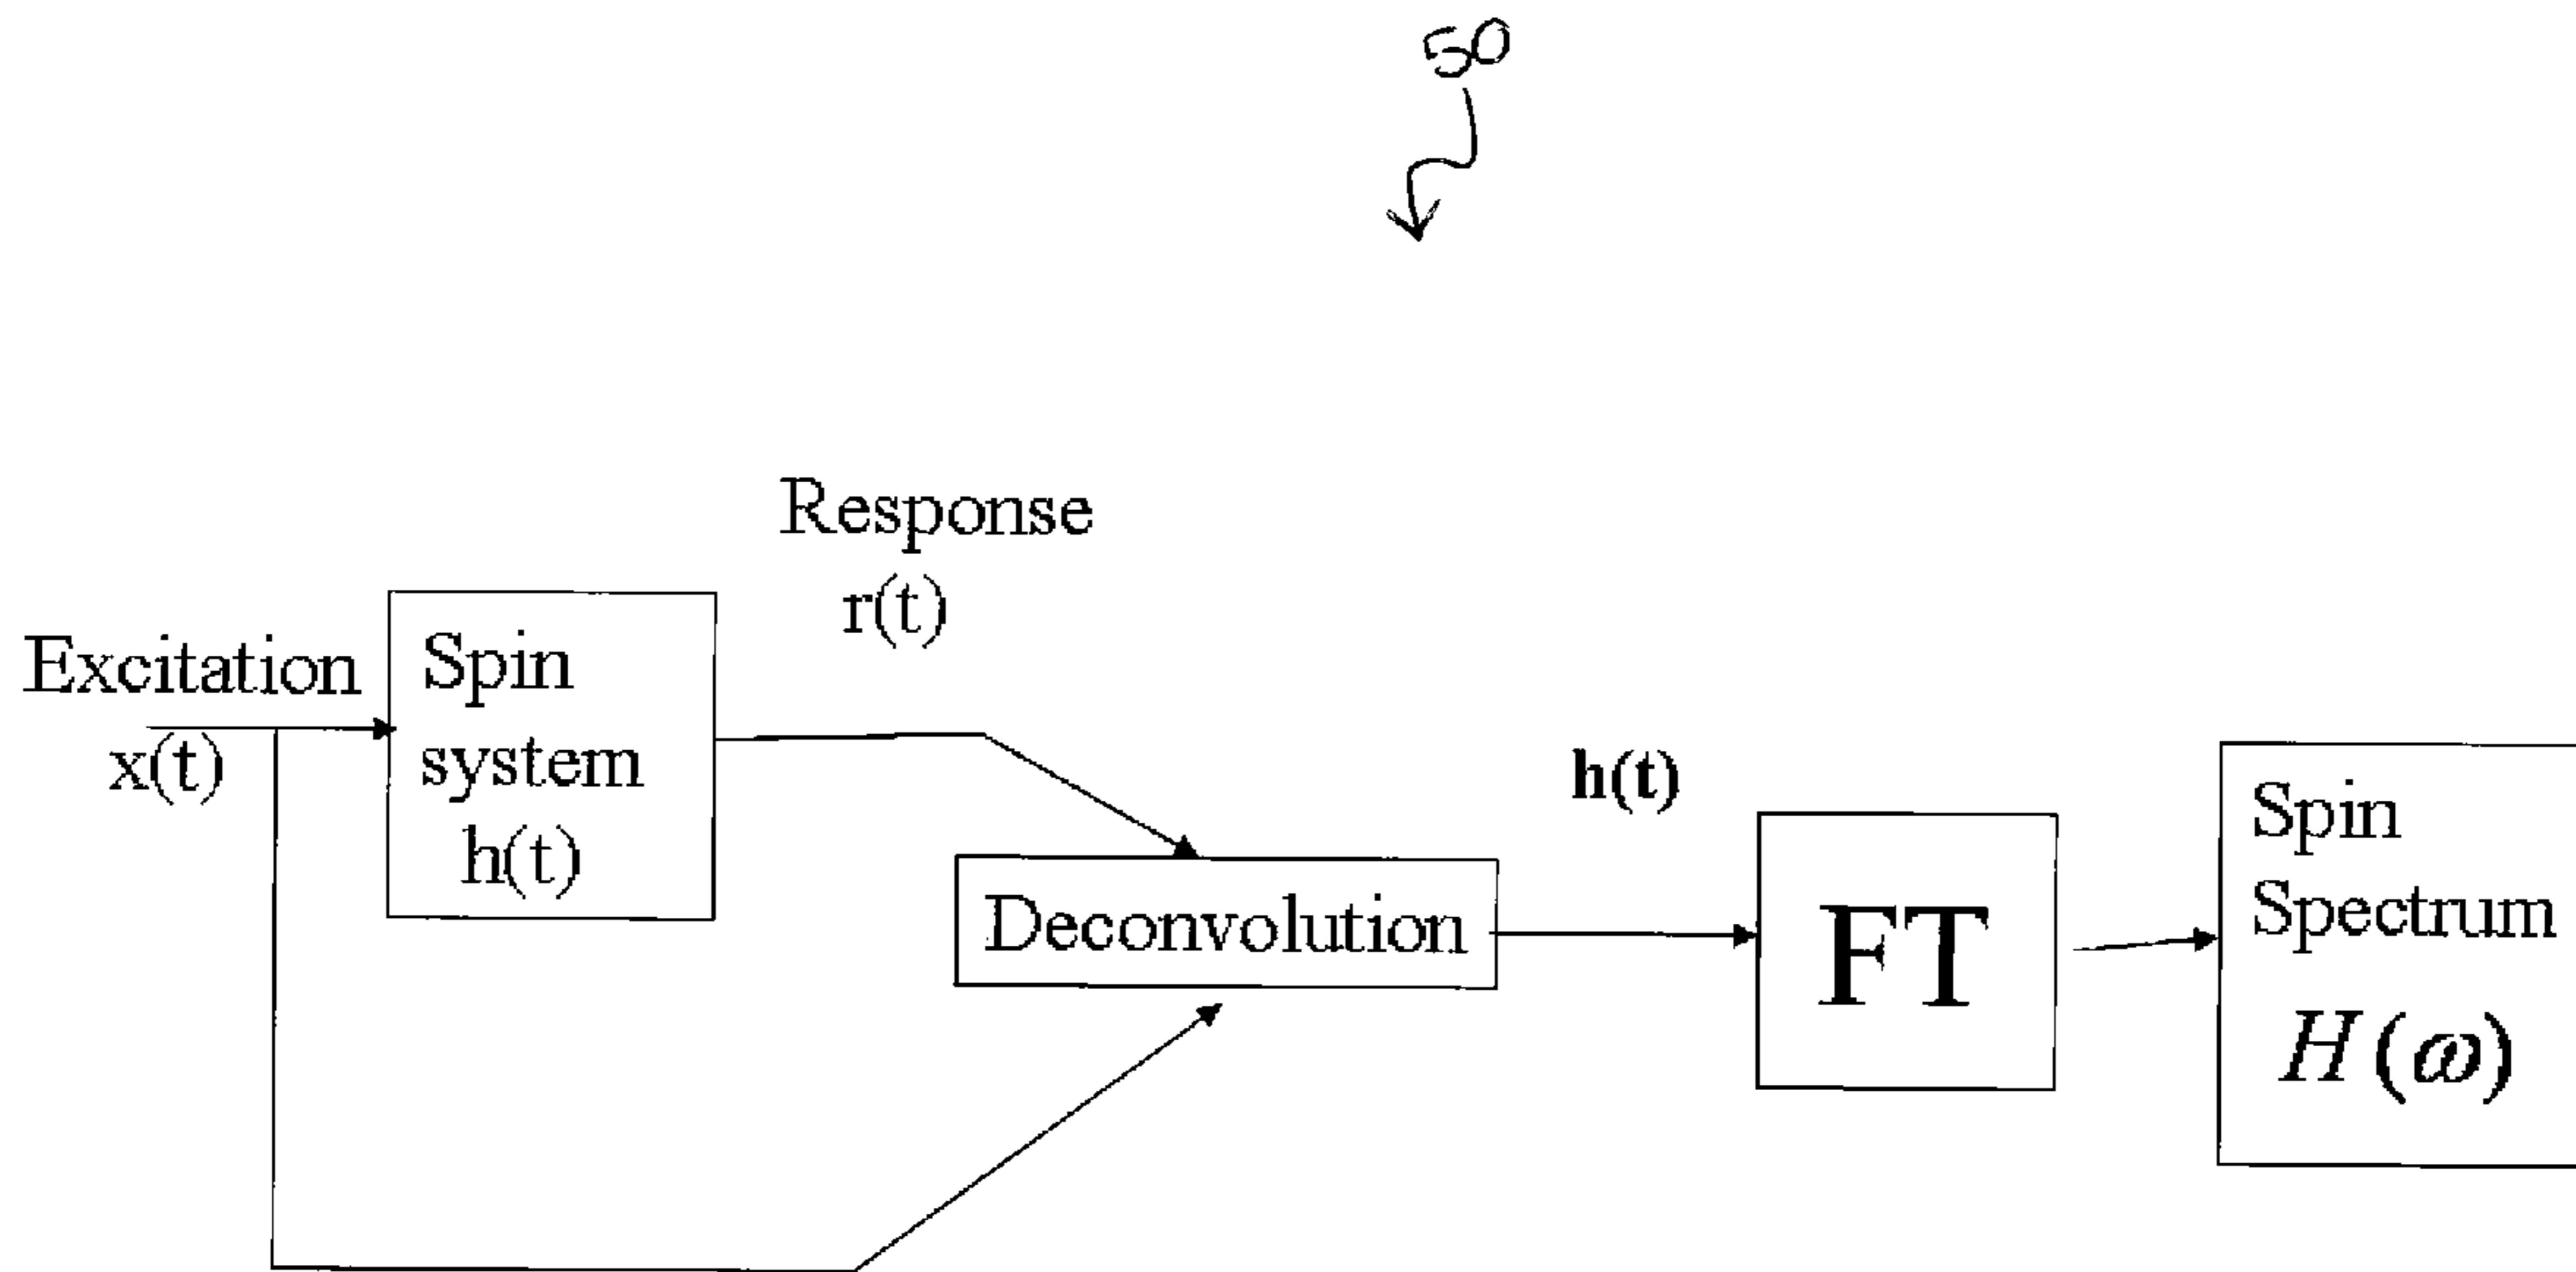 50
Response
r(t)
Excitation
x(t)
Spin
system
h(t)
h(t)
Deconvolution
FT
Spin
Spectrum
H(ω)